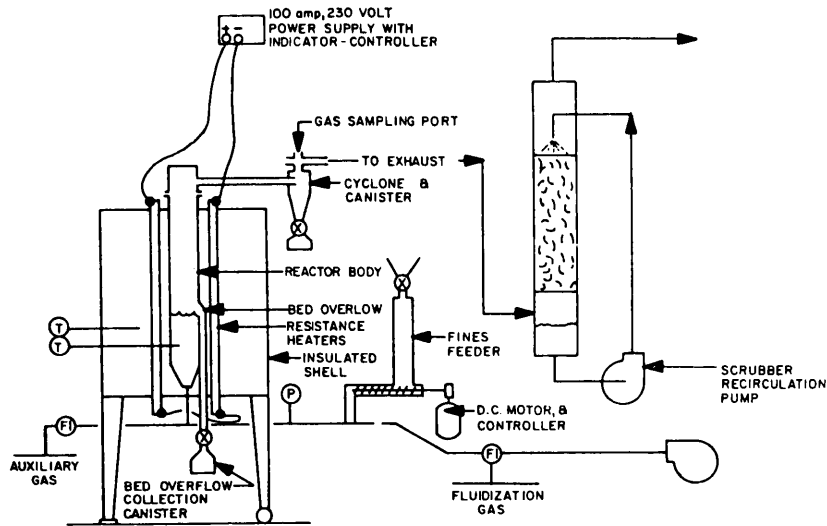 100 amp, 230 VOLT
POWER SUPPLY WITH
INDICATOR-CONTROLLER
+ -
GAS SAMPLING PORT
TO EXHAUST
CYCLONE &
CANISTER
X
X
REACTOR BODY
BED OVERLOW
RESISTANCE
HEATERS
T
T
FINES
FEEDER
INSULATED
SHELL
SCRUBBER
RECIRCULATION
PUMP
P
D.C. MOTOR, &
CONTROLLER
FI
X
AUXILIARY
GAS
FI
BED OVERFLOW
COLLECTION
CANISTER
FLUIDIZATION
GAS